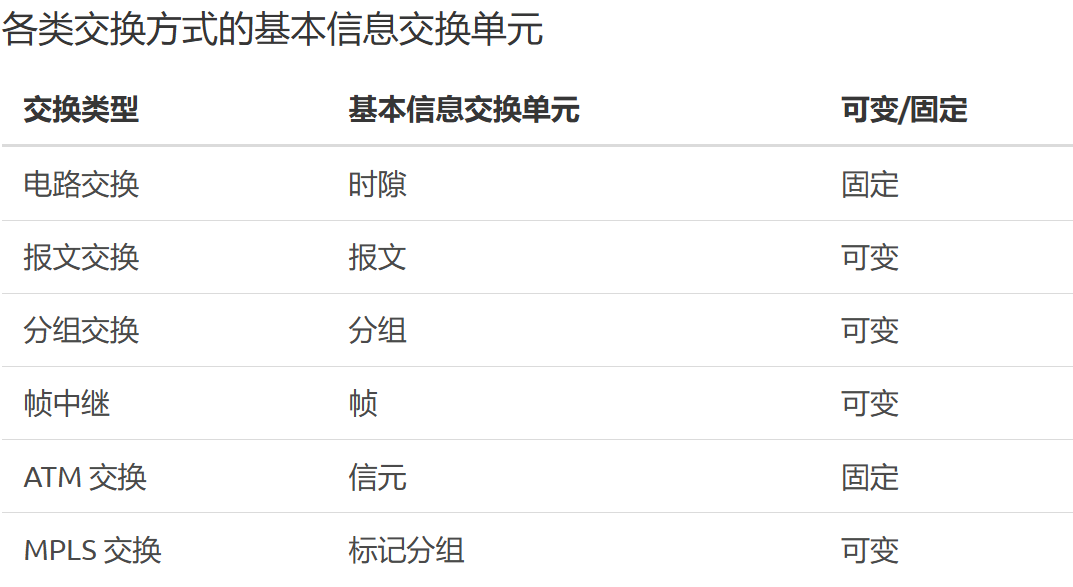 各类交换方式的基本信息交换单元
交换类型 基本信息交换单元 可变/固定
电路交换 时隙 固定
报文交换 报文 可变
分组交换 分组 可变
帧中继 帧 可变
ATM 交换 信元 固定
MPLS 交换 标记分组 可变